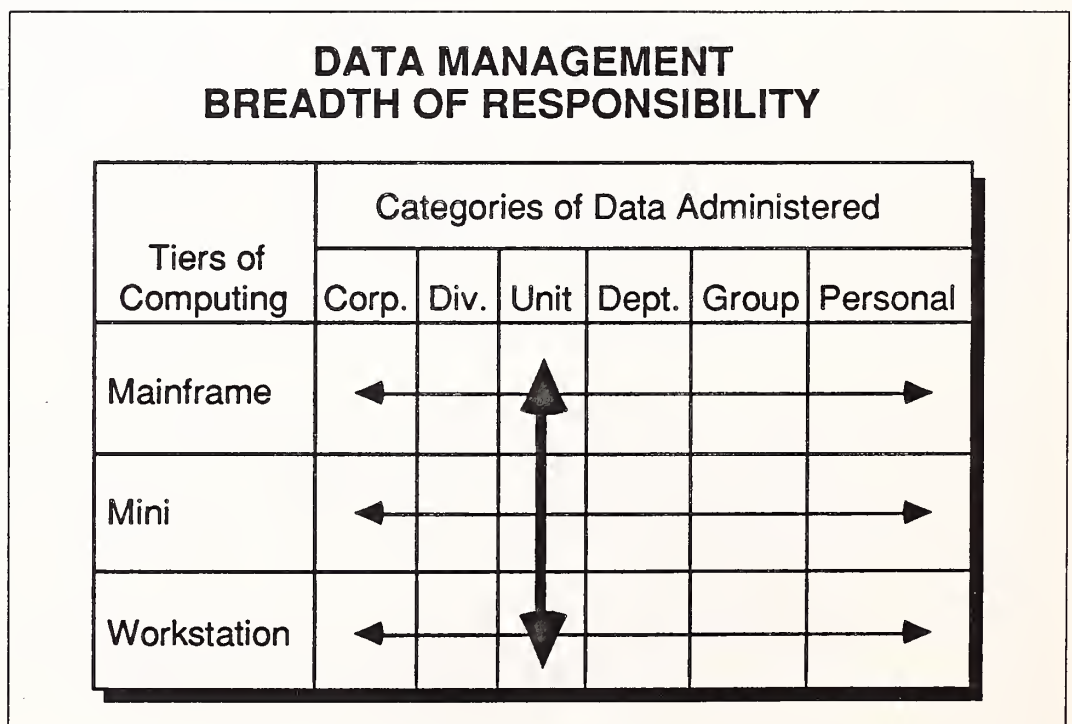 DATA MANAGEMENT
BREADTH OF RESPONSIBILITY
Categories of Data Administered
Tiers of
Computing
Corp. Div. Unit Dept. Group Personal
Mainframe
Mini
Workstation